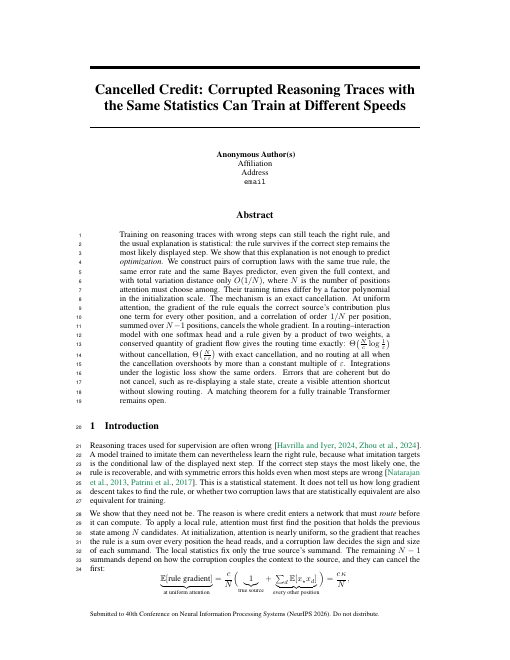 Cancelled Credit: Corrupted Reasoning Traces with
the Same Statistics Can Train at Different Speeds
Anonymous Author(s)
Affiliation
Address
email
Abstract
1 Training on reasoning traces with wrong steps can still teach the right rule, and
2 the usual explanation is statistical: the rule survives if the correct step remains the
3 most likely displayed step. We show that this explanation is not enough to predict
4 optimization. We construct pairs of corruption laws with the same true rule, the
5 same error rate and the same Bayes predictor, even given the full context, and
6 with total variation distance only O(1/N), where N is the number of positions
7 attention must choose among. Their training times differ by a factor polynomial
8 in the initialization scale. The mechanism is an exact cancellation. At uniform
9 attention, the gradient of the rule equals the correct source's contribution plus
10 one term for every other position, and a correlation of order 1/N per position,
11 summed over N−1 positions, cancels the whole gradient. In a routing–interaction
12 model with one softmax head and a rule given by a product of two weights, a
13 conserved quantity of gradient flow gives the routing time exactly: Θ(N/c log 1/ε)
14 without cancellation, Θ(N/cε) with exact cancellation, and no routing at all when
15 the cancellation overshoots by more than a constant multiple of ε. Integrations
16 under the logistic loss show the same orders. Errors that are coherent but do
17 not cancel, such as re-displaying a stale state, create a visible attention shortcut
18 without slowing routing. A matching theorem for a fully trainable Transformer
19 remains open.
20 1 Introduction
21 Reasoning traces used for supervision are often wrong [Havrilla and Iyer, 2024, Zhou et al., 2024].
22 A model trained to imitate them can nevertheless learn the right rule, because what imitation targets
23 is the conditional law of the displayed next step. If the correct step stays the most likely one, the
24 rule is recoverable, and with symmetric errors this holds even when most steps are wrong [Natarajan
25 et al., 2013, Patrini et al., 2017]. This is a statistical statement. It does not tell us how long gradient
26 descent takes to find the rule, or whether two corruption laws that are statistically equivalent are also
27 equivalent for training.
28 We show that they need not be. The reason is where credit enters a network that must route before
29 it can compute. To apply a local rule, attention must first find the position that holds the previous
30 state among N candidates. At initialization, attention is nearly uniform, so the gradient that reaches
31 the rule is a sum over every position the head reads, and a corruption law decides the sign and size
32 of each summand. The local statistics fix only the true source's summand. The remaining N − 1
33 summands depend on how the corruption couples the context to the source, and they can cancel the
34 first:
E[rule gradient] = c/N ( 1 + ∑d E[xₛxd] ) = cκ/N,
at uniform attention true source every other position
Submitted to 40th Conference on Neural Information Processing Systems (NeurIPS 2026). Do not distribute.